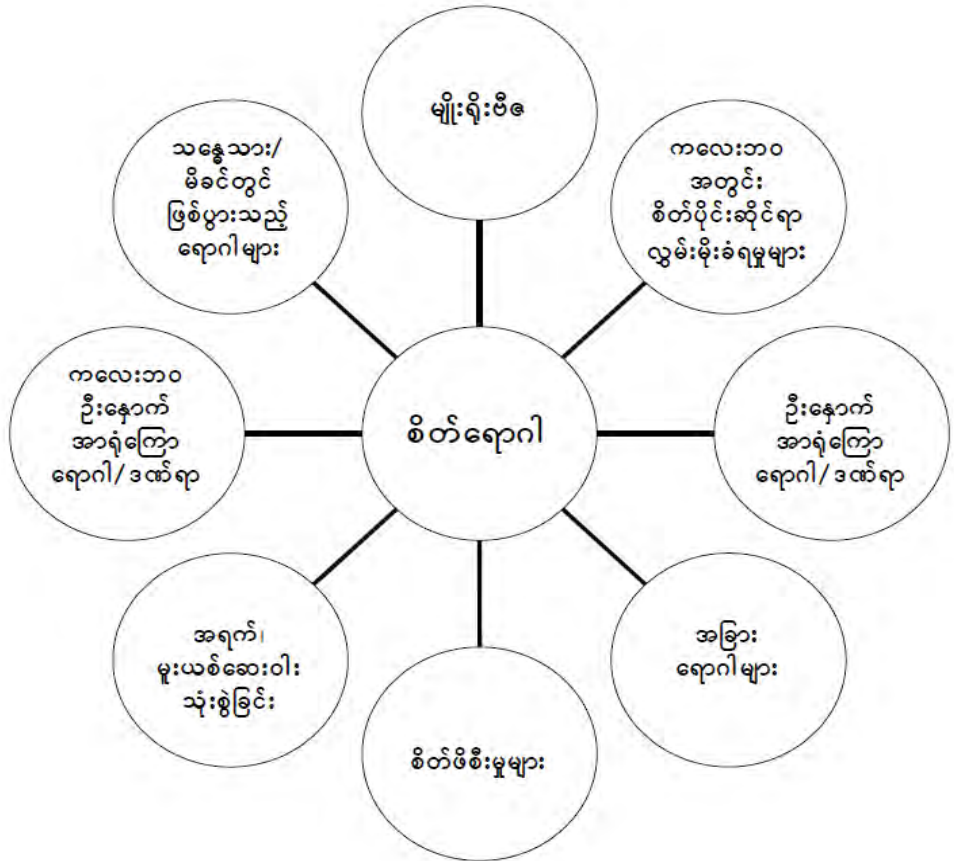 မျိုးရိုးဗီဇ
သန္ဓေသား/
မိခင်တွင်
ဖြစ်ပွားသည့်
ရောဂါများ
ကလေးဘဝ
အတွင်း
စိတ်ပိုင်းဆိုင်ရာ
လွှမ်းမိုးခံရမှုများ
ကလေးဘဝ
ဦးနှောက်
အာရုံကြော
ရောဂါ/ဒဏ်ရာ
စိတ်ရောဂါ
ဦးနှောက်
အာရုံကြော
ရောဂါ/ဒဏ်ရာ
အရက်၊
မူးယစ်ဆေးဝါး
သုံးစွဲခြင်း
အခြား
ရောဂါများ
စိတ်ဖိစီးမှုများ